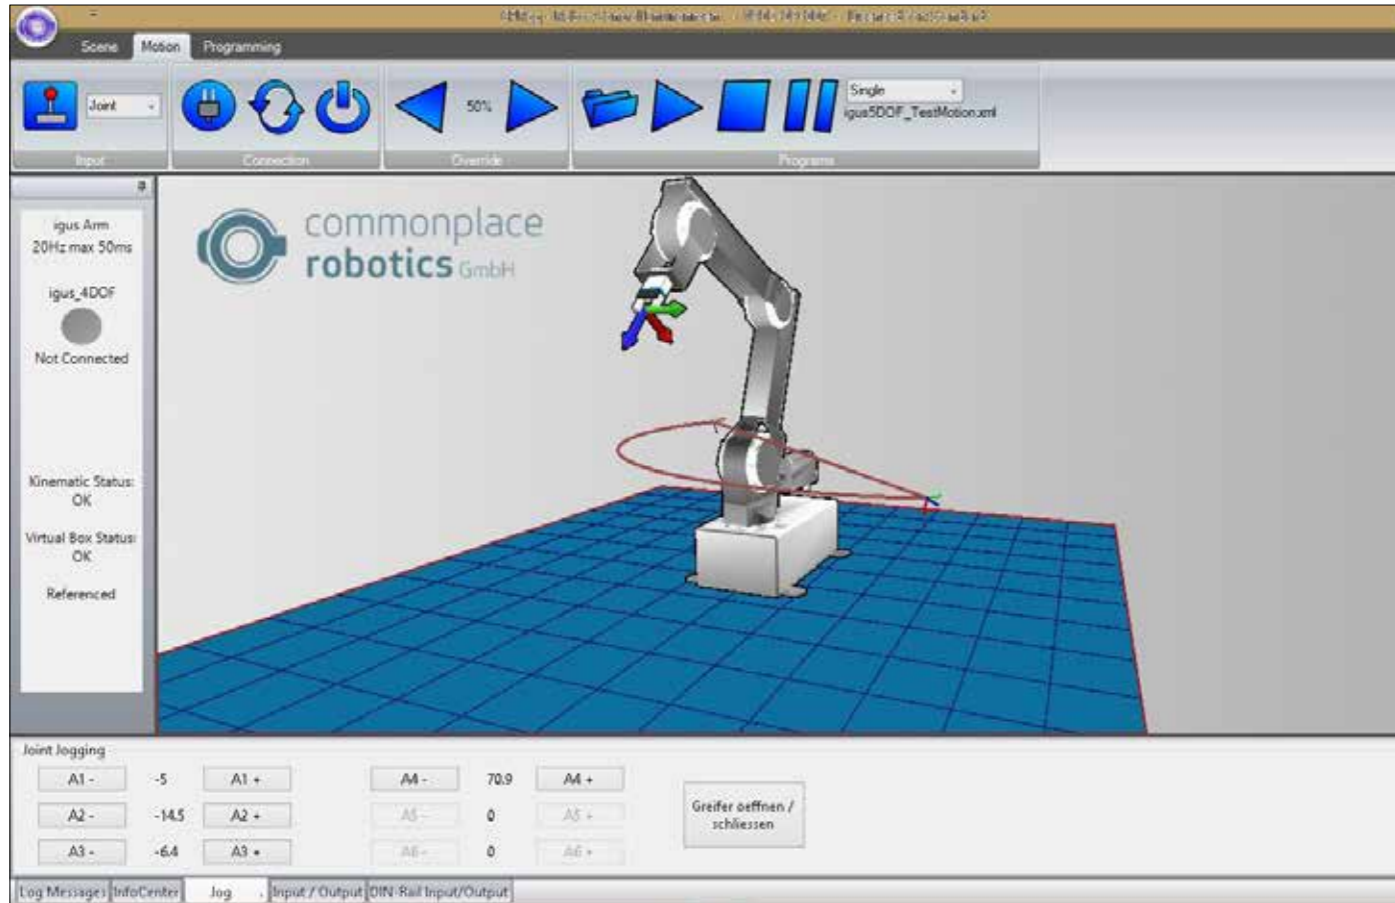 Scene Motion Programming
Joint
50%
Single
igus5DOF_TestMotion.xml
Input
Connection
Override
Programs
igus Arm
20Hz max 50ms
igus_4DOF
Not Connected
Kinematic Status:
OK
Virtual Box Status:
OK
Referenced
commonplace
robotics GmbH
Joint Jogging
A1 - -5 A1 + A4 - 70.9 A4 +
A2 - -14.5 A2 + A5 - 0 A5 +
A3 - -6.4 A3 + A6 - 0 A6 +
Greifer oeffnen /
schliessen
Log Messages InfoCenter Jog Input / Output DIN-Rail Input/Output